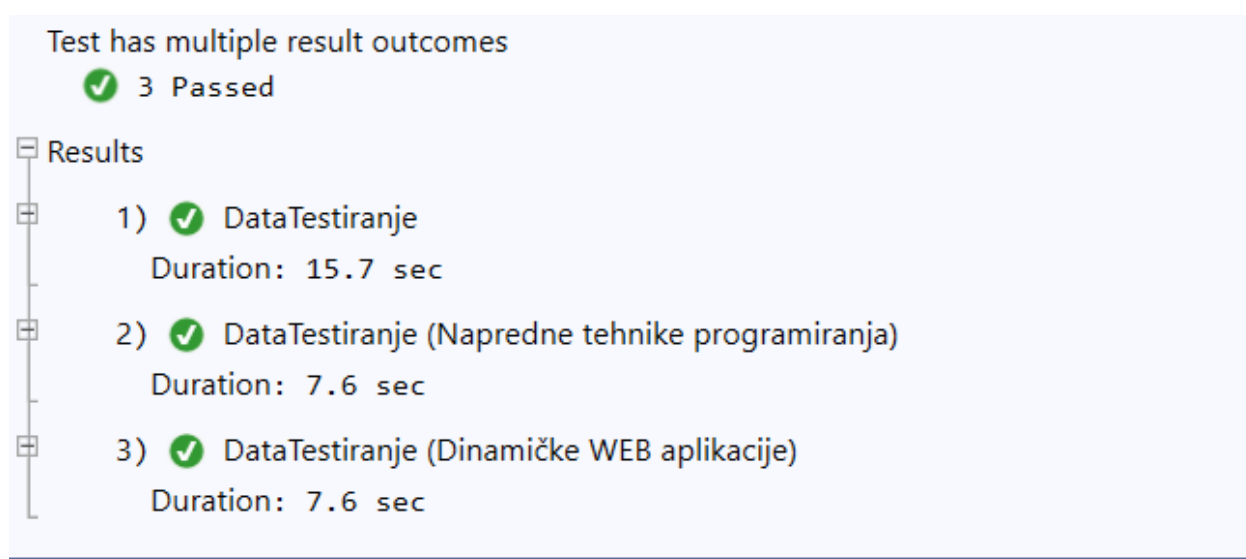 Test has multiple result outcomes
3 Passed
Results
1) DataTestiranje
Duration: 15.7 sec
2) DataTestiranje (Napredne tehnike programiranja)
Duration: 7.6 sec
3) DataTestiranje (Dinamičke WEB aplikacije)
Duration: 7.6 sec